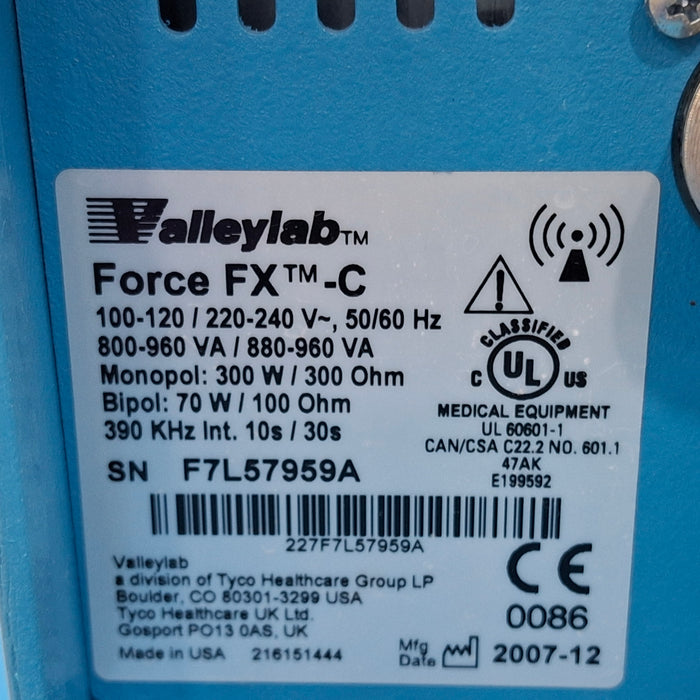 Valleylab™
Force FX™-C
100-120 / 220-240 V~, 50/60 Hz
800-960 VA / 880-960 VA
Monopol: 300 W / 300 Ohm
Bipol: 70 W / 100 Ohm
390 KHz Int. 10s / 30s
SN F7L57959A
227F7L57959A
CLASSIFIED
C UL US
MEDICAL EQUIPMENT
UL 60601-1
CAN/CSA C22.2 NO. 601.1
47AK
E199592
Valleylab
a division of Tyco Healthcare Group LP
Boulder, CO 80301-3299 USA
Tyco Healthcare UK Ltd.
Gosport PO13 0AS, UK
Made in USA 216151444
CE
0086
Mfg
Date 2007-12